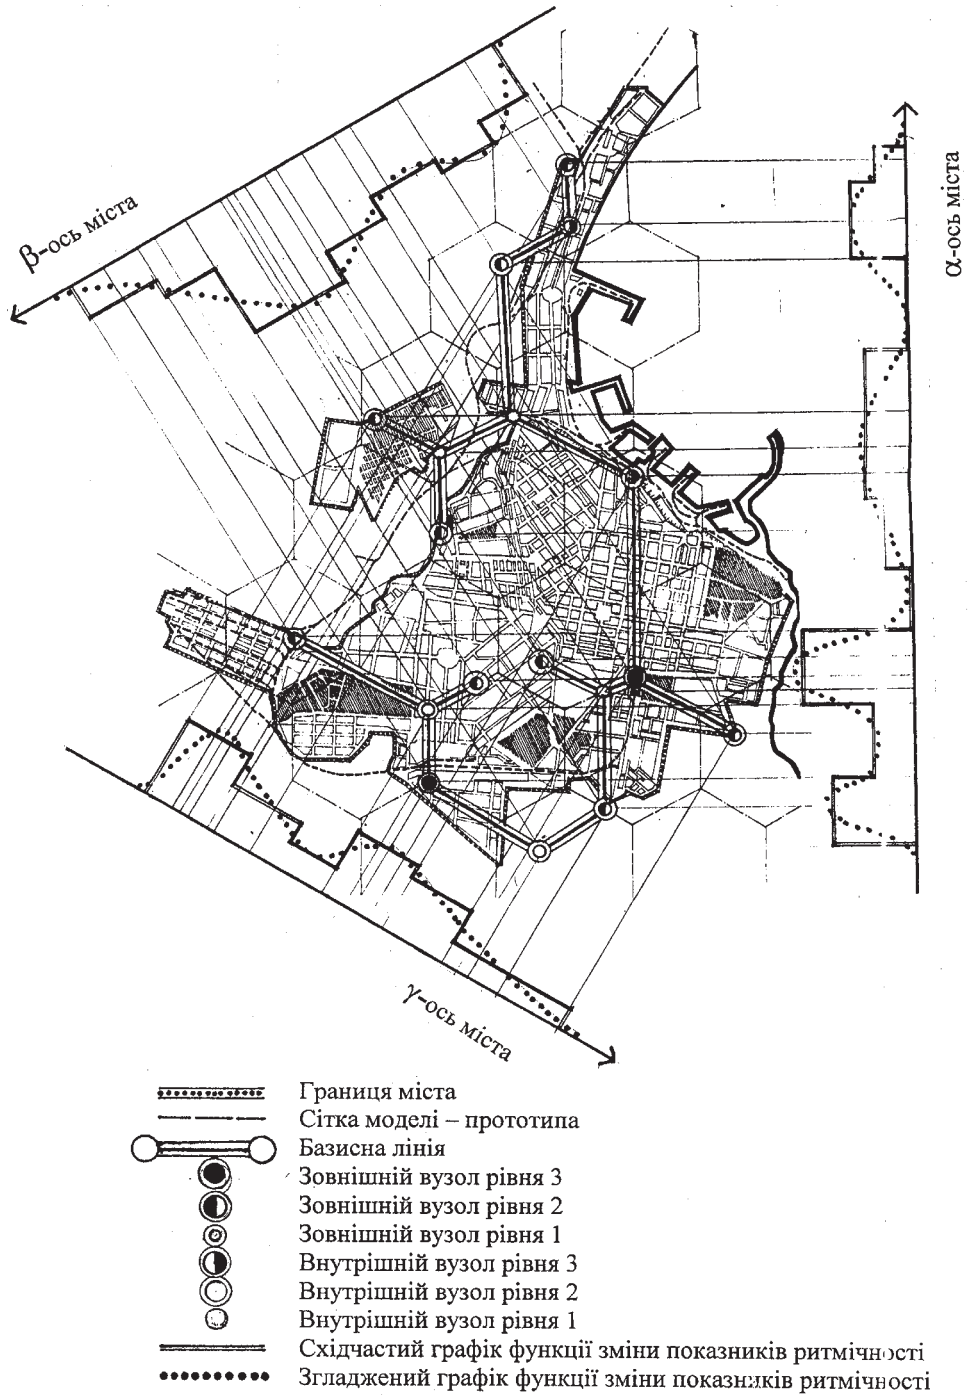 β-ось міста
α-ось міста
γ-ось міста
Границя міста
Сітка моделі – прототипа
Базисна лінія
Зовнішній вузол рівня 3
Зовнішній вузол рівня 2
Зовнішній вузол рівня 1
Внутрішній вузол рівня 3
Внутрішній вузол рівня 2
Внутрішній вузол рівня 1
Східчастий графік функції зміни показників ритмічності
Згладжений графік функції зміни показників ритмічності